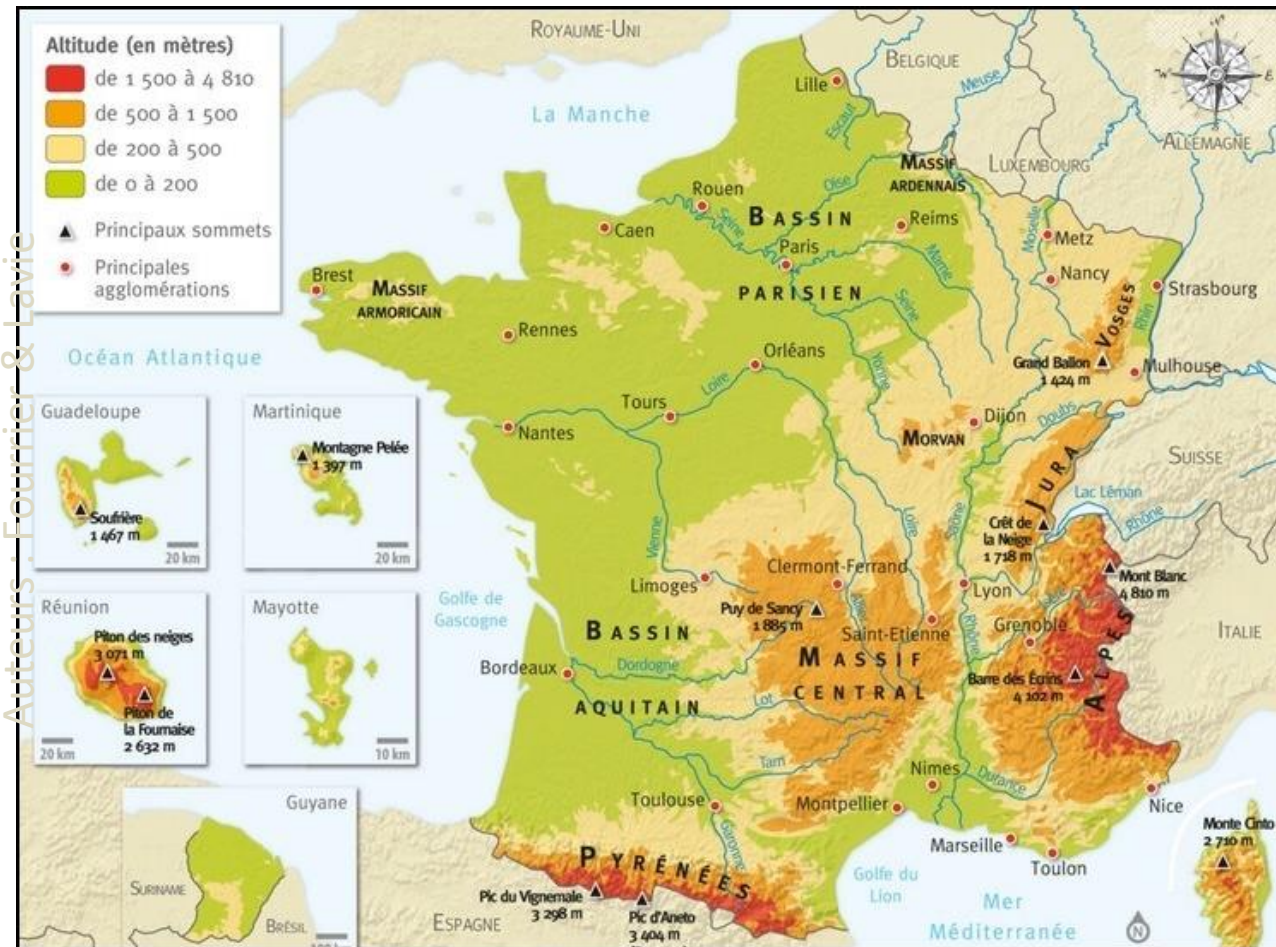 Auteurs : Fourrier & Lavie
Altitude (en mètres)
de 1 500 à 4 810
de 500 à 1 500
de 200 à 500
de 0 à 200
Principaux sommets
Principales
agglomérations
ROYAUME-UNI
BELGIQUE
LUXEMBOURG
ALLEMAGNE
SUISSE
ITALIE
ESPAGNE
La Manche
Océan Atlantique
Golfe de
Gascogne
Golfe du
Lion
Mer
Méditerranée
Lac Léman
Lille
Escaut
Meuse
MASSIF
ARDENNAIS
Oise
Rouen
Seine
BASSIN
PARISIEN
Reims
Caen
Paris
Marne
Moselle
Metz
Nancy
Strasbourg
Brest
MASSIF
ARMORICAIN
Rennes
Seine
VOSGES
Rhin
Orléans
Yonne
Grand Ballon
1 424 m
Mulhouse
Loire
Tours
Nantes
Dijon
Doubs
MORVAN
JURA
Crêt de
la Neige
1 718 m
Rhône
Vienne
Loire
Saône
Limoges
Clermont-Ferrand
Allier
Lyon
Mont Blanc
4 810 m
Puy de Sancy
1 885 m
Saint-Etienne
Rhône
Isère
Grenoble
BASSIN
AQUITAIN
MASSIF
CENTRAL
Barre des Écrins
4 102 m
ALPES
Bordeaux
Dordogne
Lot
Tarn
Nimes
Durance
Toulouse
Montpellier
Nice
Garonne
Marseille
Toulon
PYRÉNÉES
Pic du Vignemale
3 298 m
Pic d'Aneto
3 404 m
Monte Cinto
2 710 m
Guadeloupe
Soufrière
1 467 m
20 km
Martinique
Montagne Pelée
1 397 m
20 km
Réunion
Piton des neiges
3 071 m
Piton de
la Fournaise
2 632 m
20 km
Mayotte
10 km
Guyane
SURINAME
BRÉSIL
100 km
N